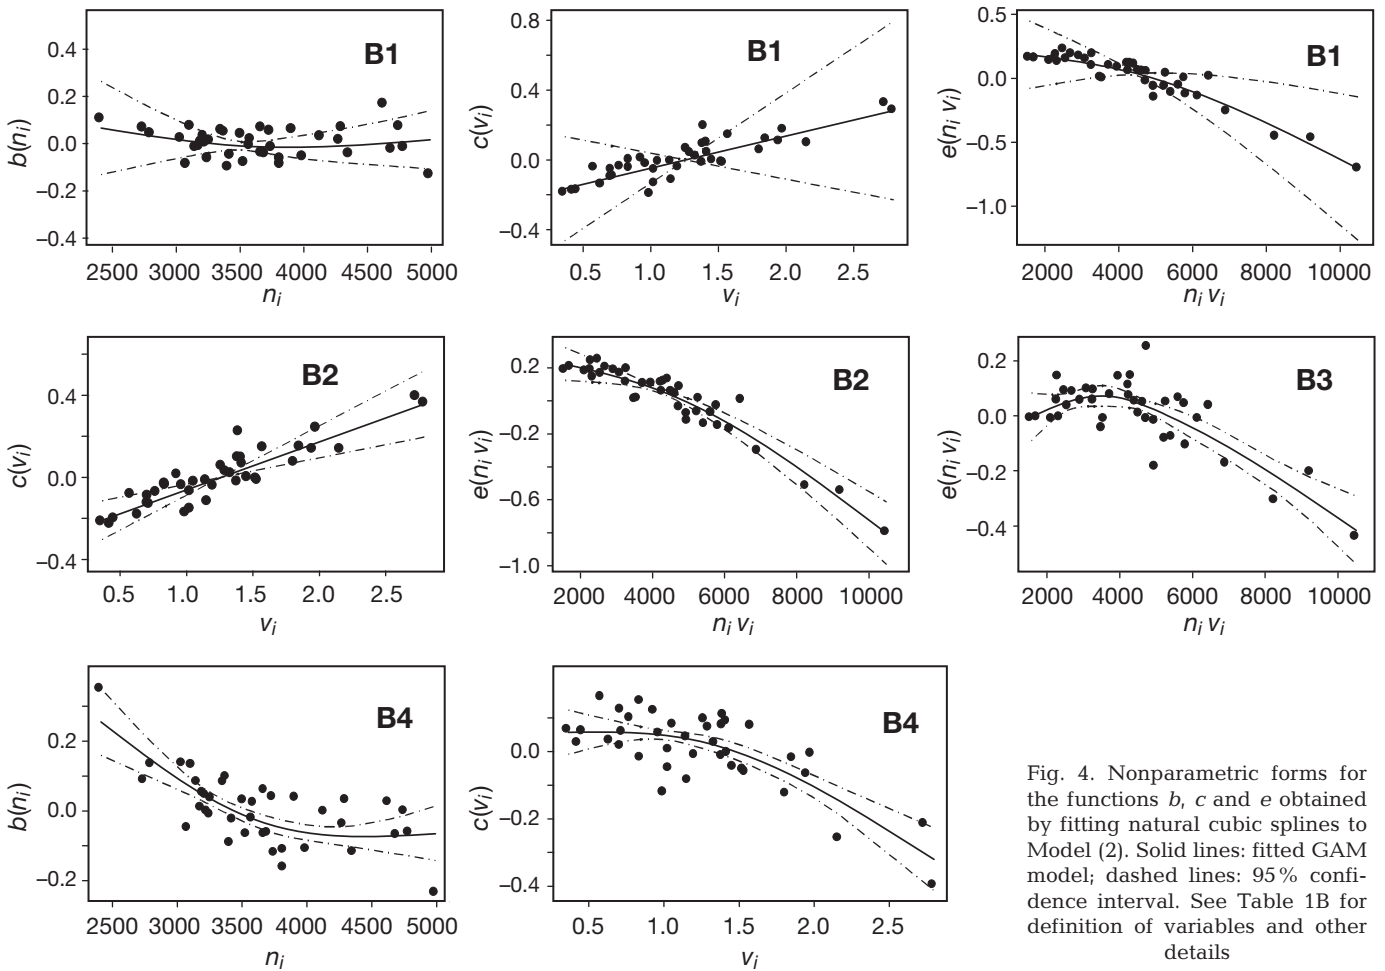 B1
0.4
0.2
0.0
−0.2
−0.4
b(ni)
2500 3000 3500 4000 4500 5000
ni
B1
0.8
0.4
0.0
−0.4
c(vi)
0.5 1.0 1.5 2.0 2.5
vi
B1
0.5
0.0
−0.5
−1.0
e(ni vi)
2000 4000 6000 8000 10000
ni vi
B2
0.4
0.0
−0.4
c(vi)
0.5 1.0 1.5 2.0 2.5
vi
B2
0.2
−0.2
−0.6
−1.0
e(ni vi)
2000 4000 6000 8000 10000
ni vi
B3
0.2
0.0
−0.2
−0.4
e(ni vi)
2000 4000 6000 8000 10000
ni vi
B4
0.2
0.0
−0.2
b(ni)
2500 3000 3500 4000 4500 5000
ni
B4
0.0
−0.2
−0.4
c(vi)
0.5 1.0 1.5 2.0 2.5
vi
Fig. 4. Nonparametric forms for
the functions b, c and e obtained
by fitting natural cubic splines to
Model (2). Solid lines: fitted GAM
model; dashed lines: 95% confi-
dence interval. See Table 1B for
definition of variables and other
details